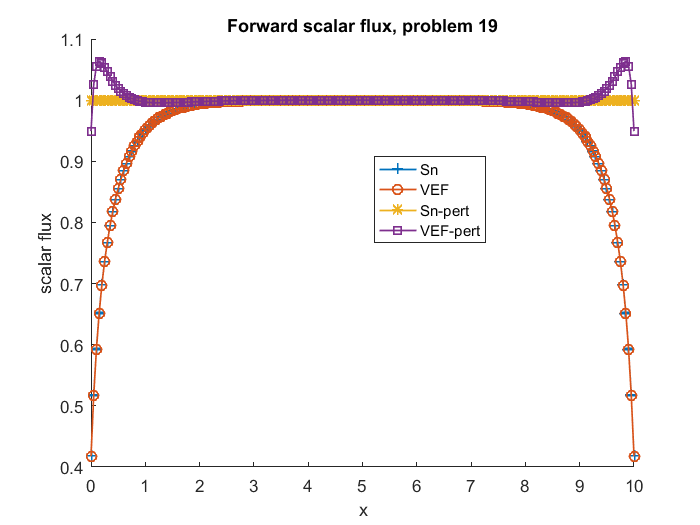 Forward scalar flux, problem 19
1.1
1
0.9
0.8
0.7
0.6
0.5
0.4
scalar flux
Sn
VEF
Sn-pert
VEF-pert
0 1 2 3 4 5 6 7 8 9 10
x